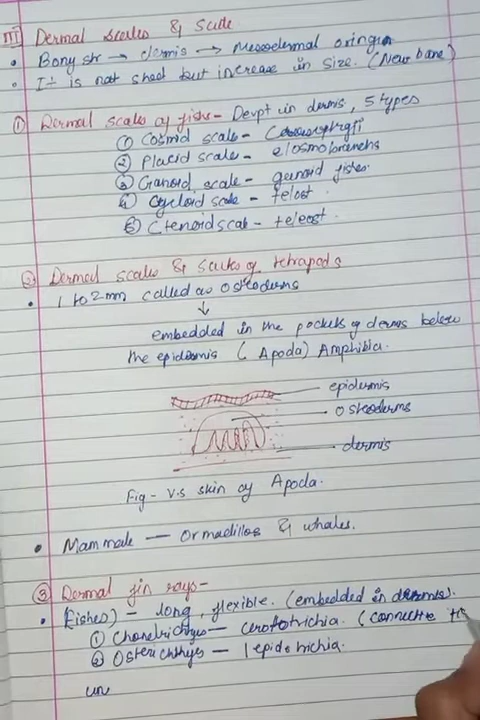 III Dermal scales & Scute
• Bony str → dermis → Mesodermal oringin
• It is not shed but increase in size. (New bone)
① Dermal scales of fish - Devpt in dermis, 5 types
① Cosmid scale -
② Placid scale - elosmobranchs
③ Ganoid scale - ganoid fishes
④ Cycloid scale - telost.
⑤ Ctenoid scale - teleost.
② Dermal scales & Scutes of tetrapods
• 1 to 2mm called as Osteoderms
↓
embedded in the pockets of dermis below
the epidermis (Apoda) Amphibia.
epidermis
osteoderms
dermis
Fig - V.S skin of Apoda.
• Mammals — Ormadillos & whales.
③ Dermal fin rays -
• (Fishes) - long, flexible. (embedded in dermis).
① Chondrichthyes — ceratotrichia. (connective
② Osteichthyes — lepidotrichia.
un